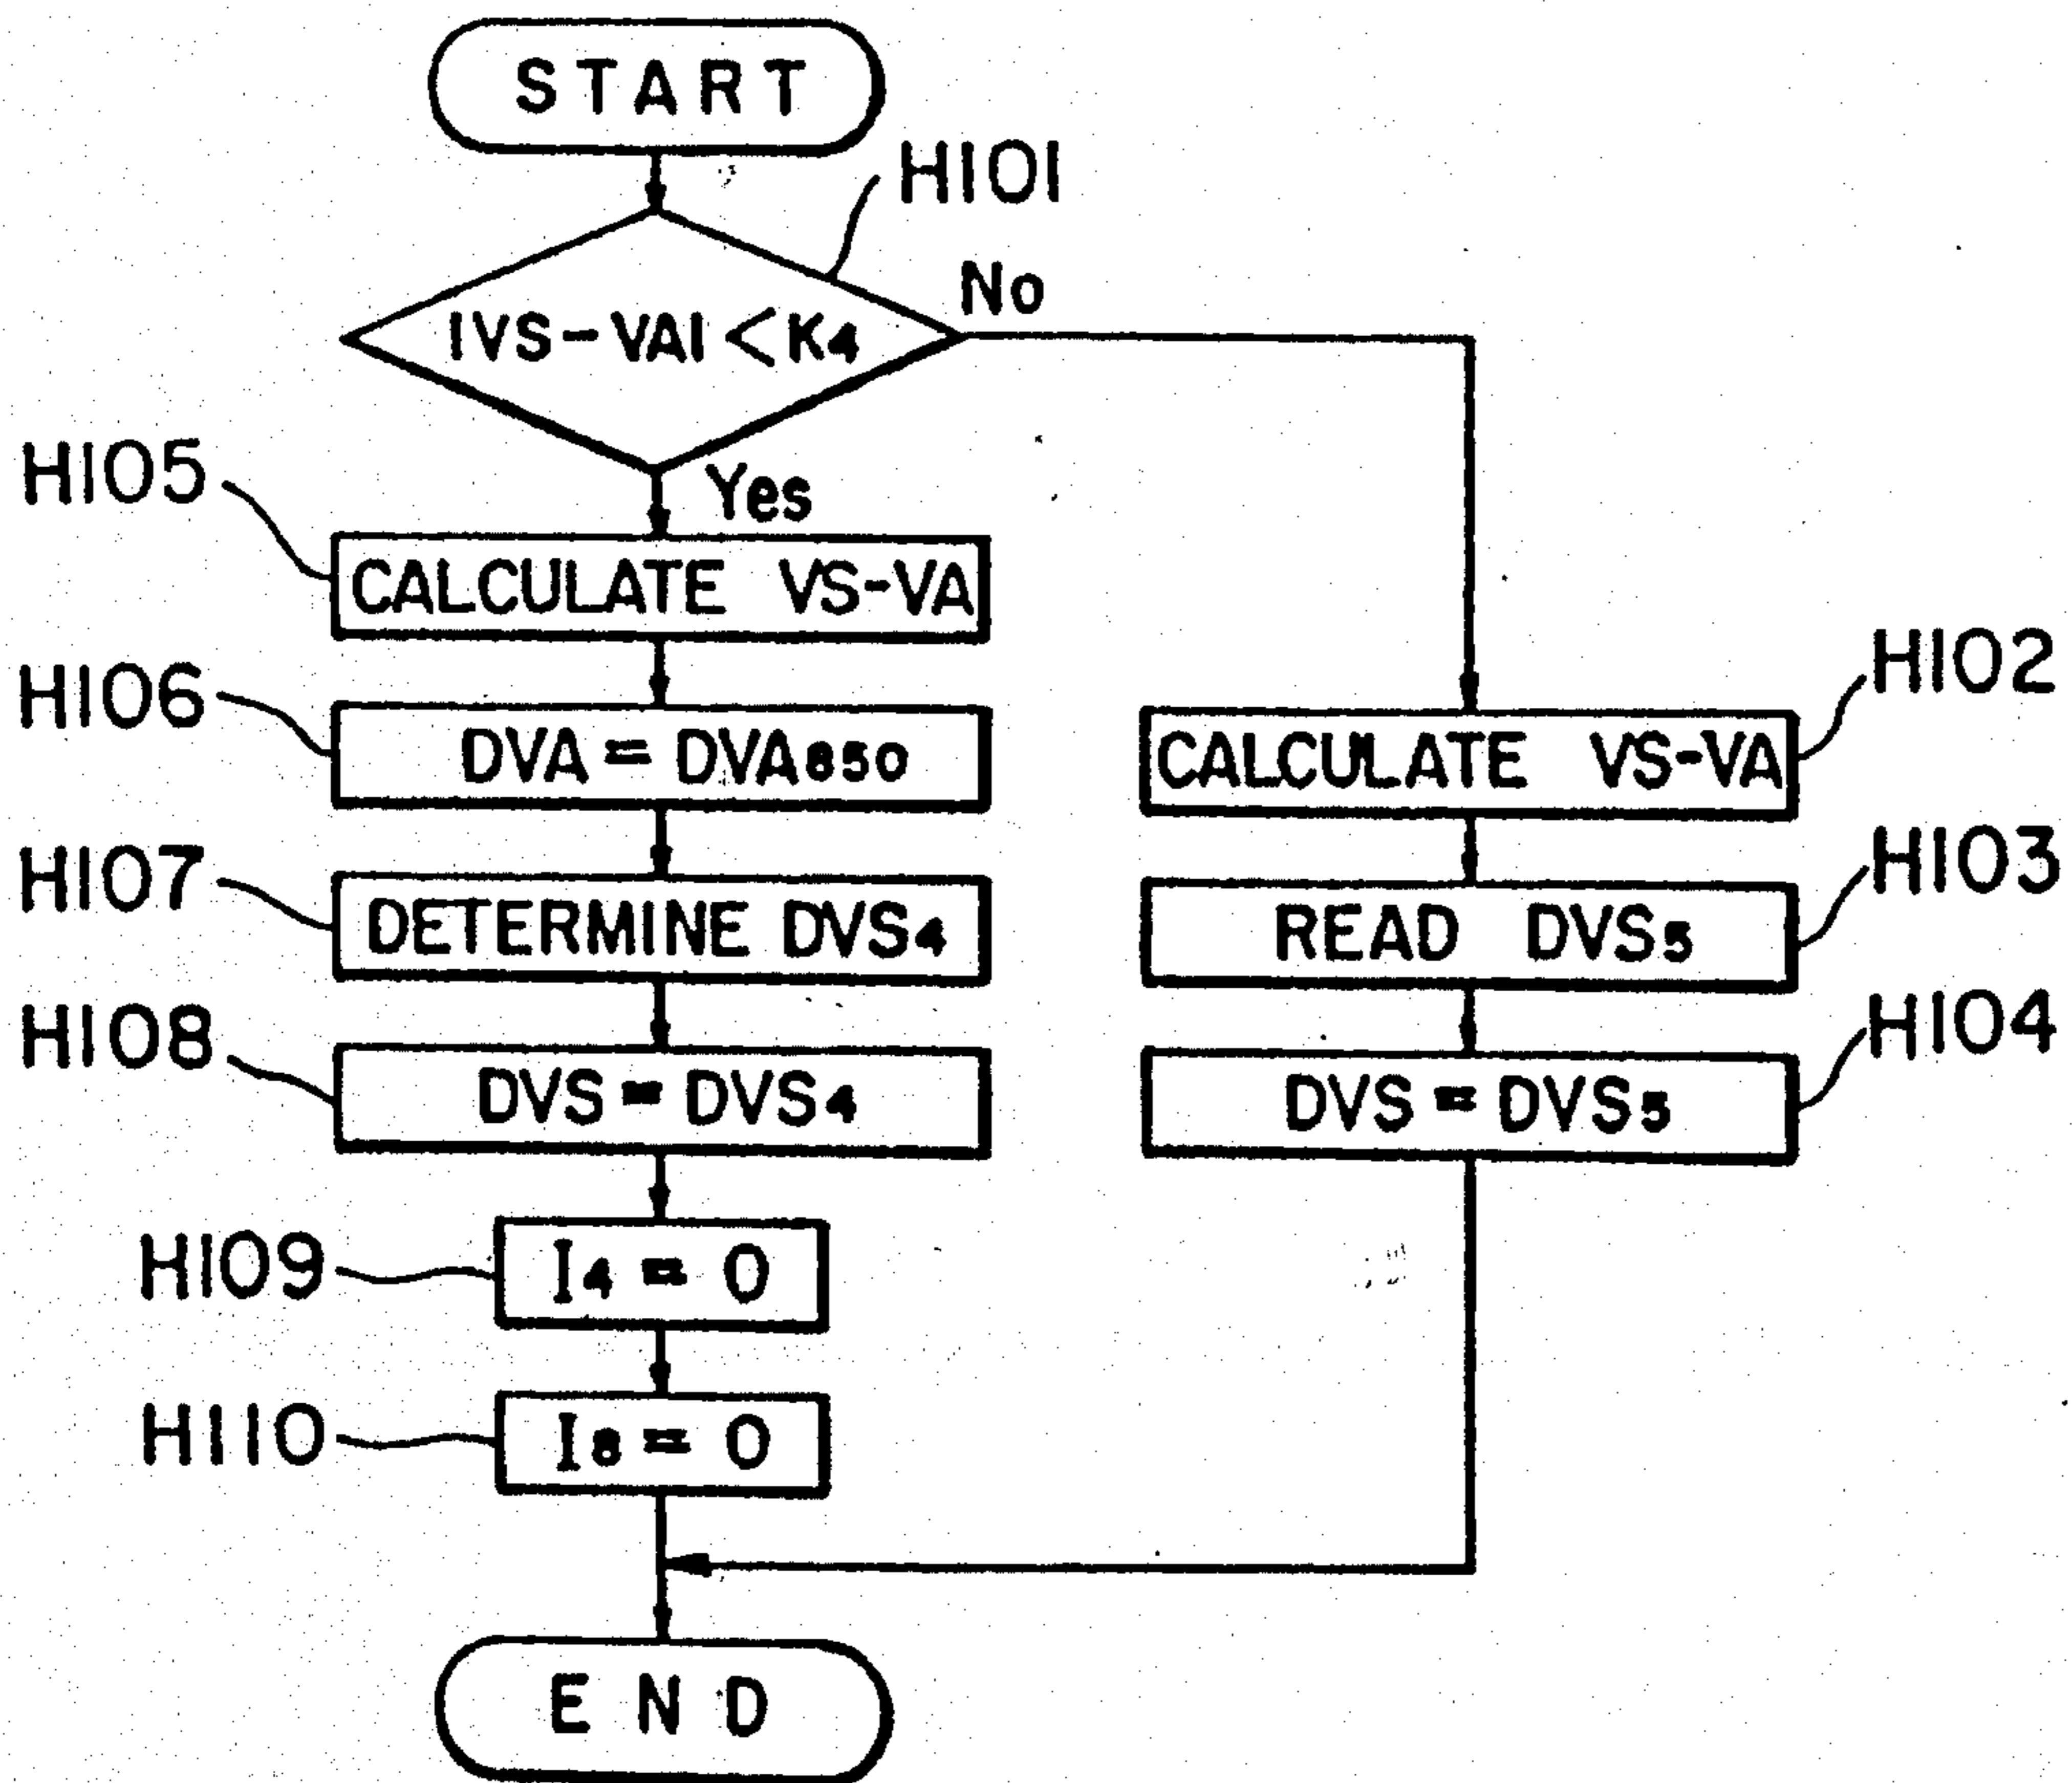 START
H101
No
|VS-VA|<K4
Yes
H105
CALCULATE VS-VA
H106
DVA=DVA850
H102
CALCULATE VS-VA
H107
DETERMINE DVS4
H103
READ DVS5
H108
DVS=DVS4
H104
DVS=DVS5
H109
I4=0
H110
I8=0
END